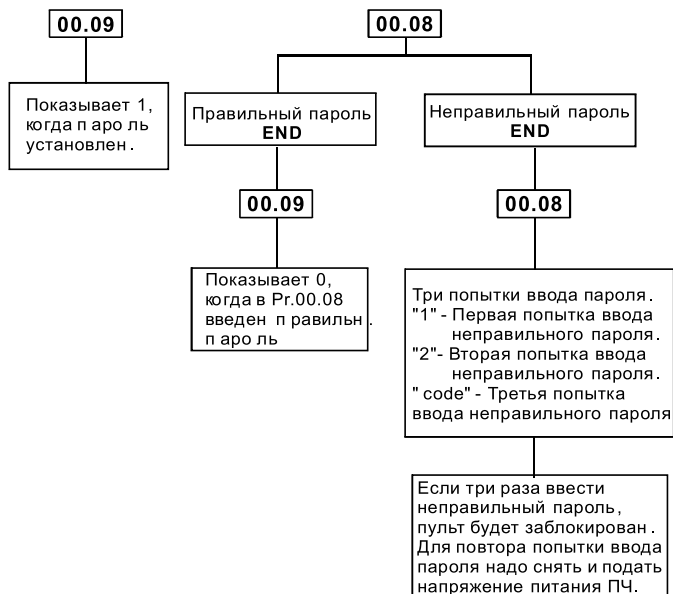 00.09
00.08
Показывает 1,
когда п аро ль
установлен.
Правильный пароль
END
Неправильный пароль
END
00.09
00.08
Показывает 0,
когда в Pr.00.08
введен п равильн.
п аро ль
Три попытки ввода пароля.
"1" - Первая попытка ввода
неправильного пароля.
"2"- Вторая попытка ввода
неправильного пароля.
" code" - Третья попытка
ввода неправильного пароля
Если три раза ввести
неправильный пароль,
пульт будет заблокирован.
Для повтора попытки ввода
пароля надо снять и подать
напряжение питания ПЧ.